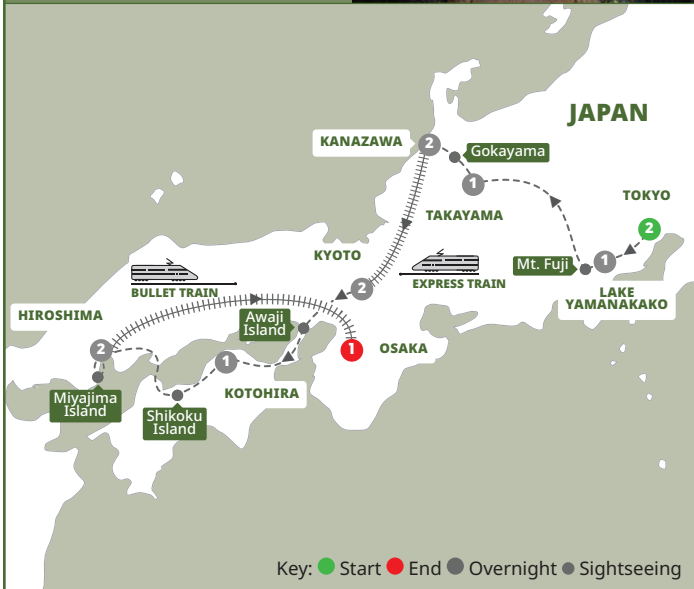 JAPAN
KANAZAWA
2
Gokayama
1
TAKAYAMA
TOKYO
2
KYOTO
Mt. Fuji
1
2
BULLET TRAIN
EXPRESS TRAIN
LAKE
YAMANAKAKO
HIROSHIMA
Awaji
Island
2
1
1
OSAKA
KOTOHIRA
Miyajima
Island
Shikoku
Island
Key: Start End Overnight Sightseeing